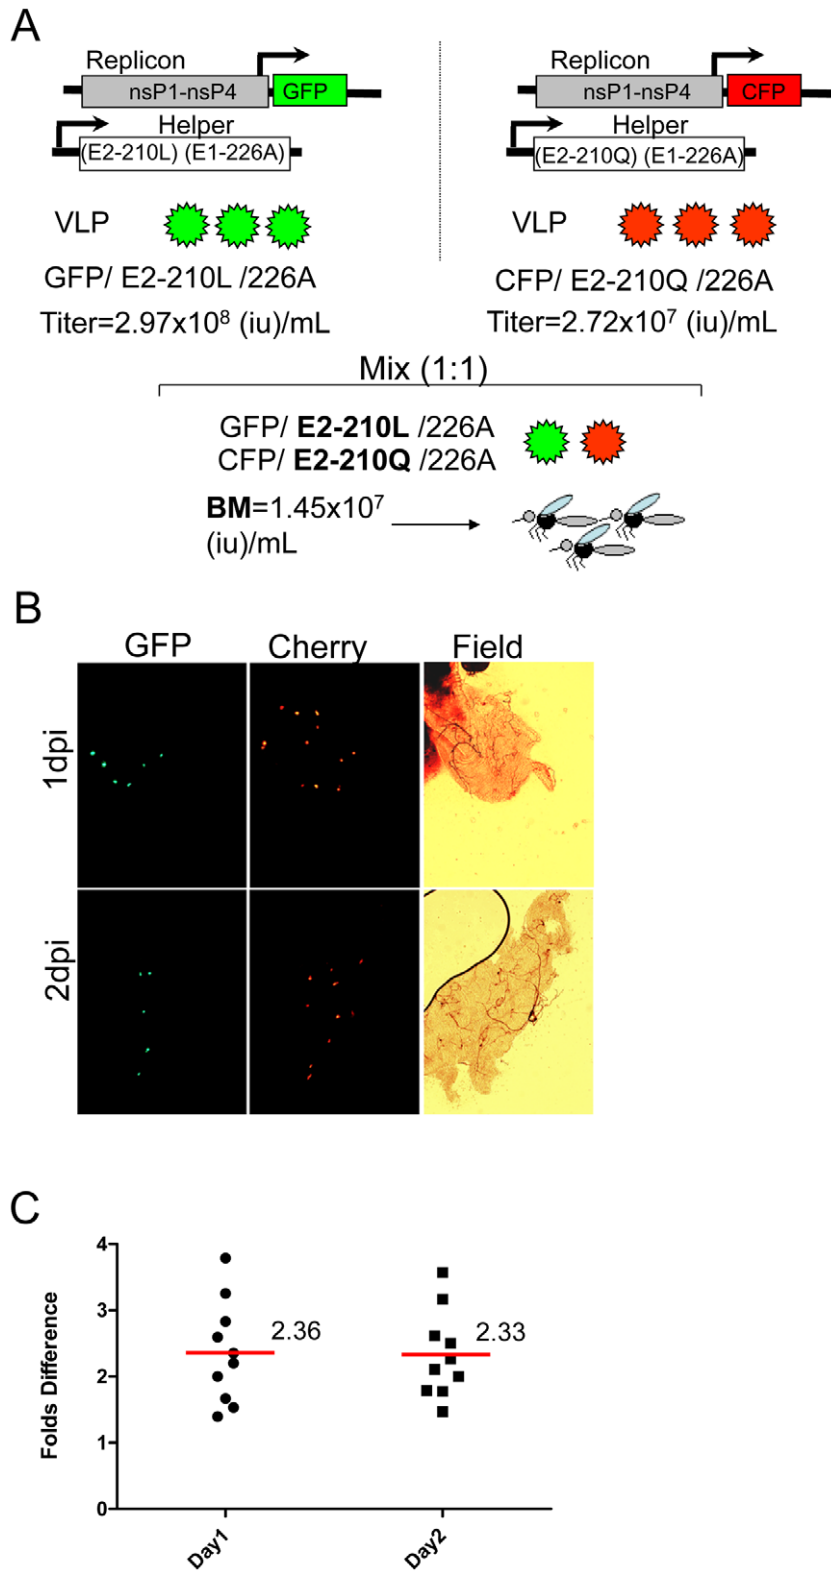 A
Replicon
nsP1-nsP4
GFP
Helper
(E2-210L) (E1-226A)
VLP
GFP/ E2-210L /226A
Titer=2.97x10⁸ (iu)/mL
Replicon
nsP1-nsP4
CFP
Helper
(E2-210Q) (E1-226A)
VLP
CFP/ E2-210Q /226A
Titer=2.72x10⁷ (iu)/mL
Mix (1:1)
GFP/ E2-210L /226A
CFP/ E2-210Q /226A
BM=1.45x10⁷
(iu)/mL
B
GFP Cherry Field
1dpi
2dpi
C
Folds Difference
4
3
2
1
0
2.36
2.33
Day1
Day2